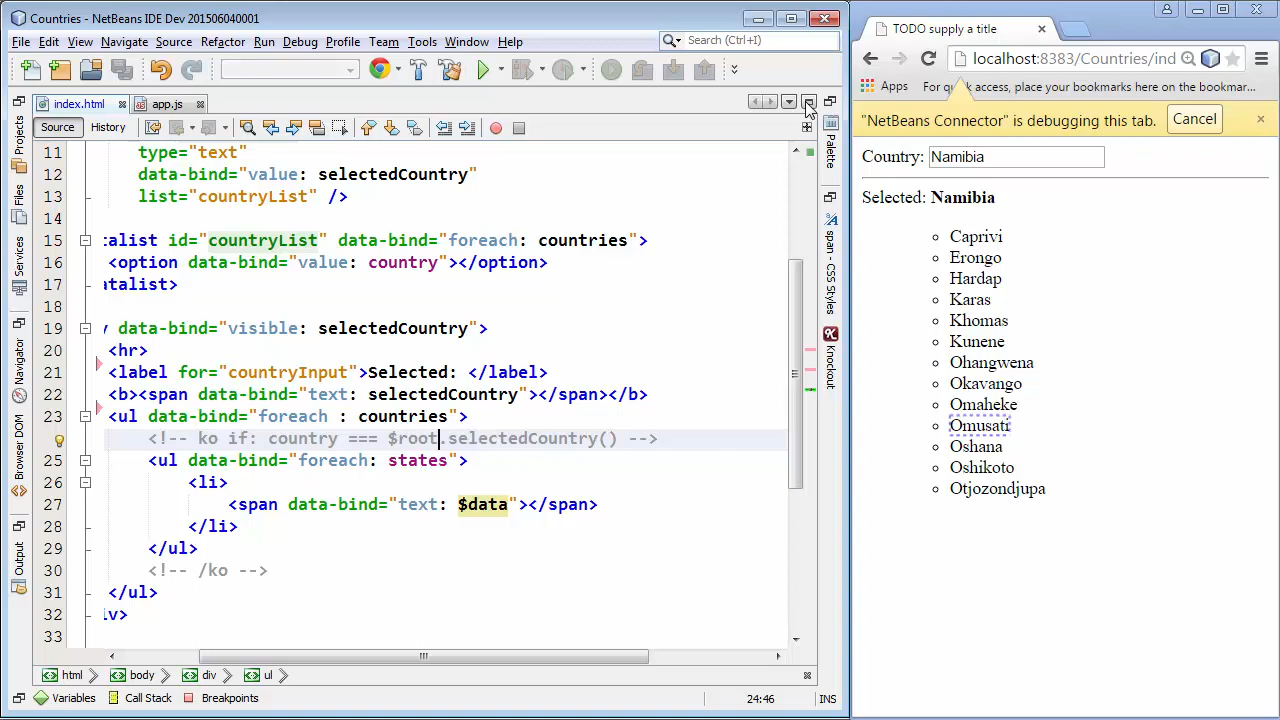 Countries - NetBeans IDE Dev 201506040001
File Edit View Navigate Source Refactor Run Debug Profile Team Tools Window Help
Search (Ctrl+I)
index.html
app.js
Source History
11 type="text"
12 data-bind="value: selectedCountry"
13 list="countryList" />
14
15 talist id="countryList" data-bind="foreach: countries">
16 <option data-bind="value: country"></option>
17 atalist>
18
19 data-bind="visible: selectedCountry">
20 <hr>
21 <label for="countryInput">Selected: </label>
22 <b><span data-bind="text: selectedCountry"></span></b>
23 <ul data-bind="foreach : countries">
<!-- ko if: country === $root.selectedCountry() -->
25 <ul data-bind="foreach: states">
26 <li>
27 <span data-bind="text: $data"></span>
28 </li>
29 </ul>
30 <!-- /ko -->
31 </ul>
32 iv>
33
html body div ul
Variables Call Stack Breakpoints
24:46 INS
Projects
Files
Services
Navigator
Browser DOM
Output
Palette
span - CSS Styles
Knockout
TODO supply a title
localhost:8383/Countries/ind
Apps For quick access, place your bookmarks here on the bookmar...
"NetBeans Connector" is debugging this tab. Cancel
Country: Namibia
Selected: Namibia
Caprivi
Erongo
Hardap
Karas
Khomas
Kunene
Ohangwena
Okavango
Omaheke
Omusati
Oshana
Oshikoto
Otjozondjupa